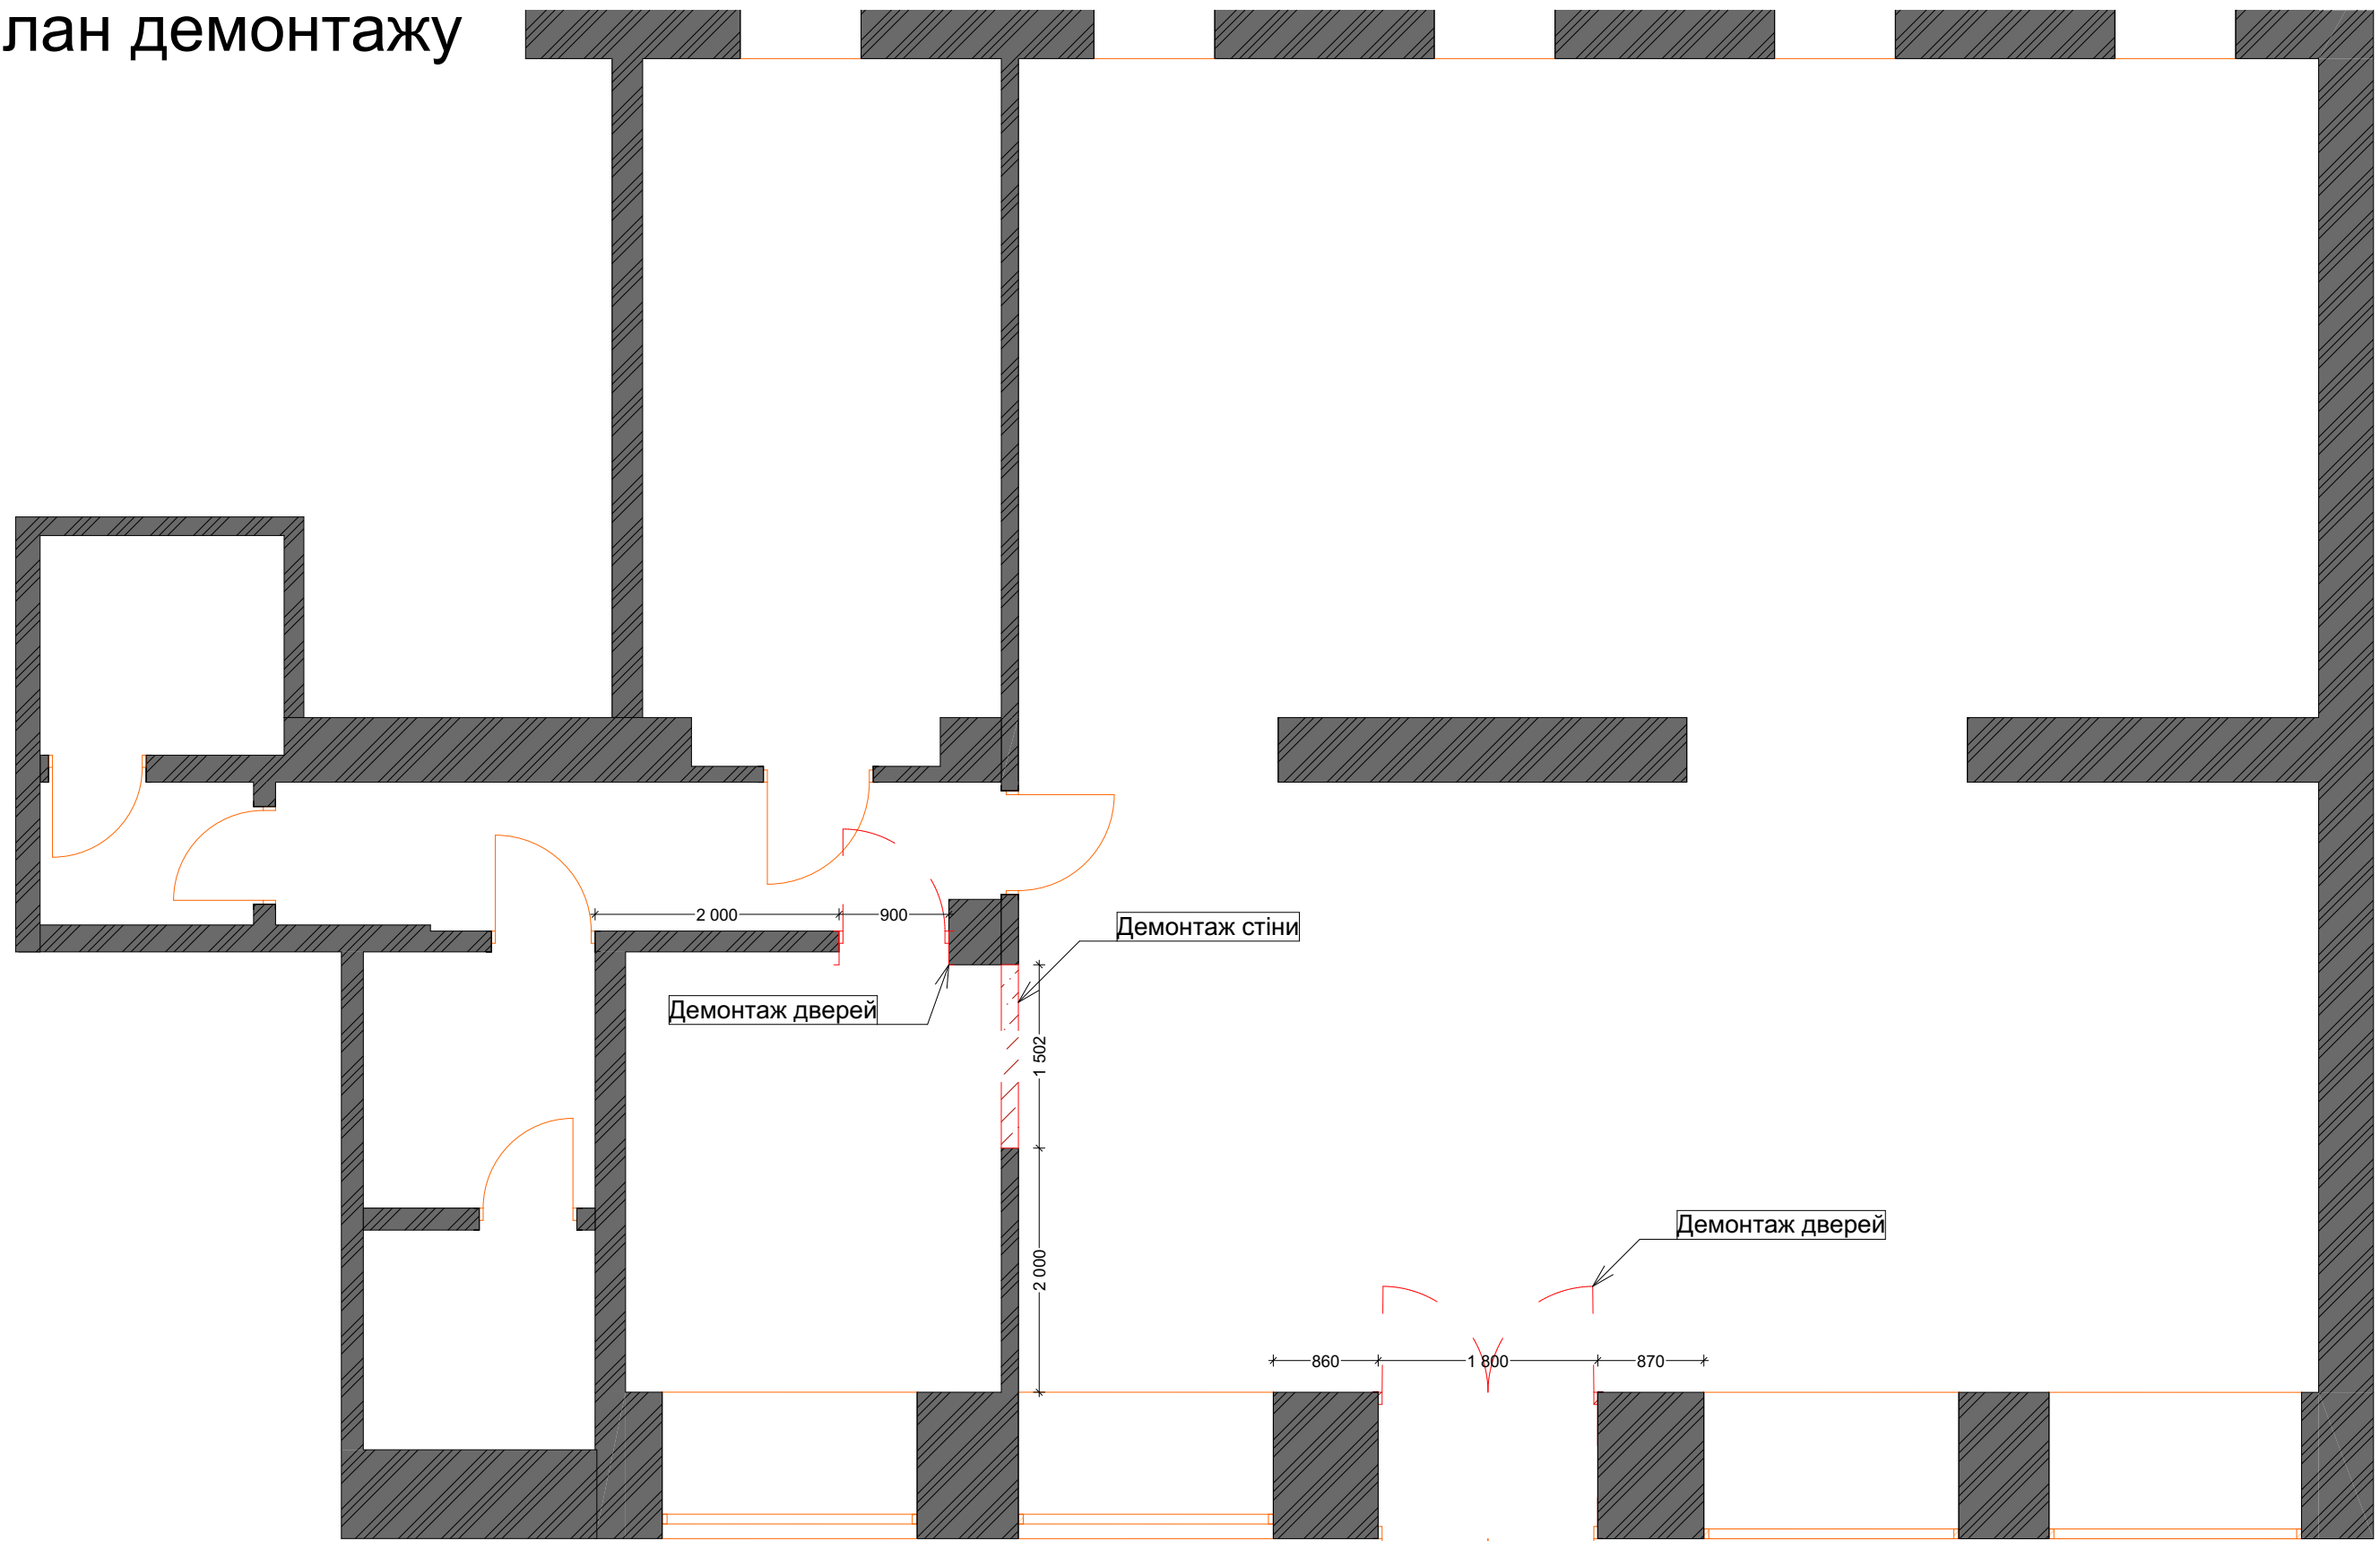 лан демонтажу
2 000
900
Демонтаж стіни
Демонтаж дверей
1 502
2 000
Демонтаж дверей
860
1 800
870